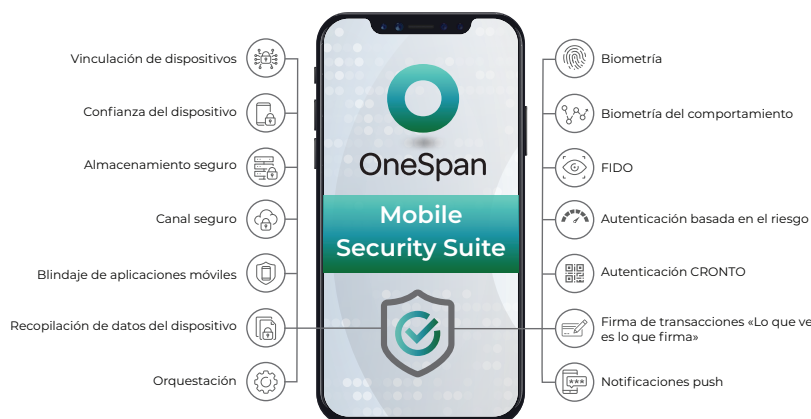 Vinculación de dispositivos
Confianza del dispositivo
Almacenamiento seguro
Canal seguro
Blindaje de aplicaciones móviles
Recopilación de datos del dispositivo
Orquestación
OneSpan
Mobile
Security Suite
Biometría
Biometría del comportamiento
FIDO
Autenticación basada en el riesgo
Autenticación CRONTO
Firma de transacciones «Lo que ve
es lo que firma»
Notificaciones push